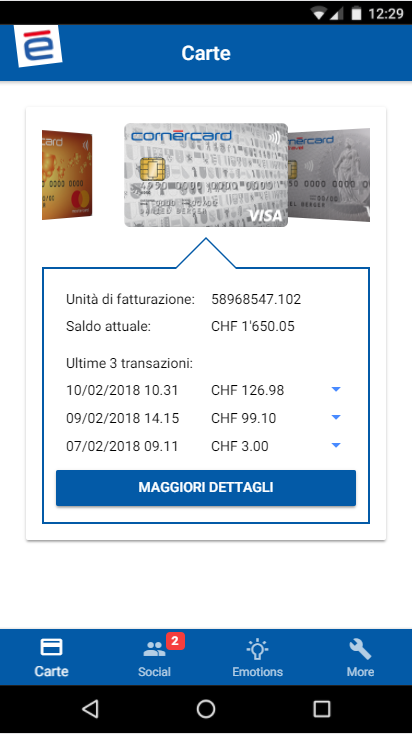 12:29
Carte
cornèrcard
VISA
Unità di fatturazione: 58968547.102
Saldo attuale: CHF 1'650.05
Ultime 3 transazioni:
10/02/2018 10.31 CHF 126.98
09/02/2018 14.15 CHF 99.10
07/02/2018 09.11 CHF 3.00
MAGGIORI DETTAGLI
2
Carte Social Emotions More